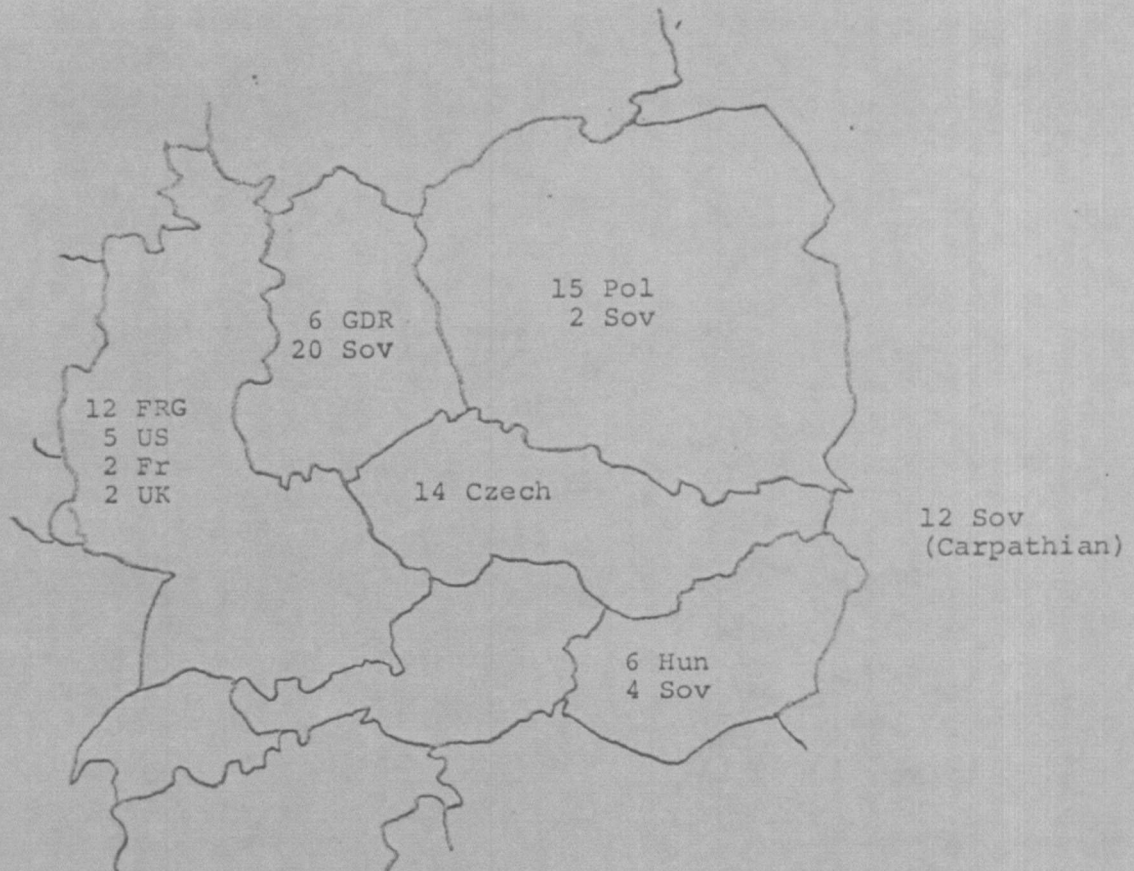 15 Pol
2 Sov
6 GDR
20 Sov
12 FRG
5 US
2 Fr
2 UK
14 Czech
12 Sov
(Carpathian)
6 Hun
4 Sov